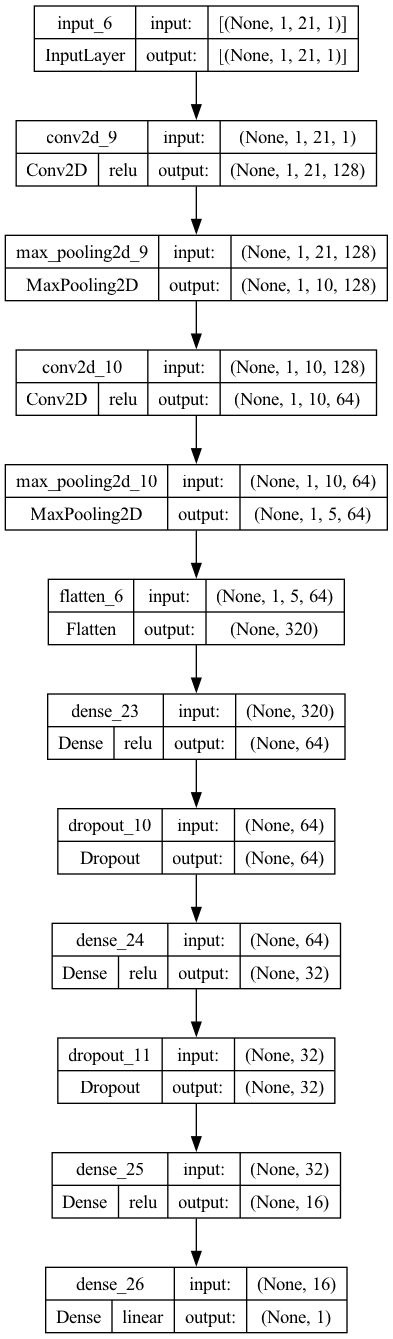 input_6 input: [(None, 1, 21, 1)]
InputLayer output: [(None, 1, 21, 1)]
conv2d_9 input: (None, 1, 21, 1)
Conv2D relu output: (None, 1, 21, 128)
max_pooling2d_9 input: (None, 1, 21, 128)
MaxPooling2D output: (None, 1, 10, 128)
conv2d_10 input: (None, 1, 10, 128)
Conv2D relu output: (None, 1, 10, 64)
max_pooling2d_10 input: (None, 1, 10, 64)
MaxPooling2D output: (None, 1, 5, 64)
flatten_6 input: (None, 1, 5, 64)
Flatten output: (None, 320)
dense_23 input: (None, 320)
Dense relu output: (None, 64)
dropout_10 input: (None, 64)
Dropout output: (None, 64)
dense_24 input: (None, 64)
Dense relu output: (None, 32)
dropout_11 input: (None, 32)
Dropout output: (None, 32)
dense_25 input: (None, 32)
Dense relu output: (None, 16)
dense_26 input: (None, 16)
Dense linear output: (None, 1)